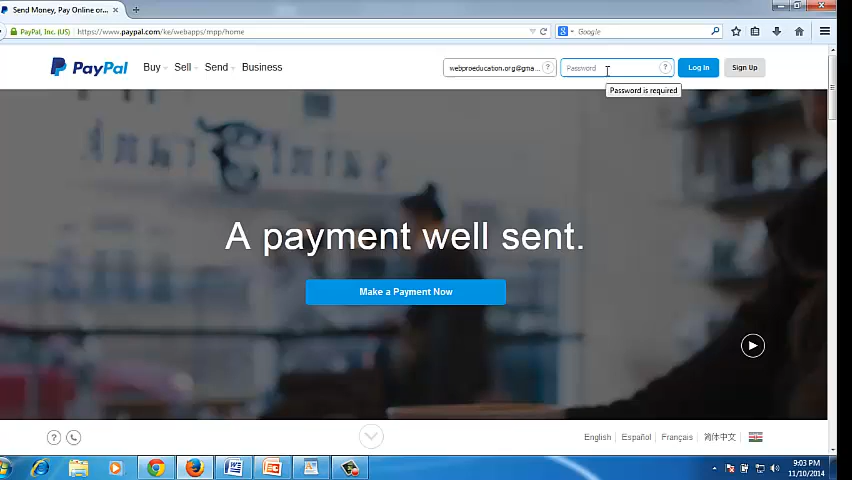 Send Money, Pay Online or...
PayPal, Inc. (US)
https://www.paypal.com/ke/webapps/mpp/home
Google
PayPal
Buy
Sell
Send
Business
webproeducation.org@gma...
?
Password
?
Log In
Sign Up
Password is required
A payment well sent.
Make a Payment Now
?
English
Español
Français
简体中文
9:03 PM
11/10/2014